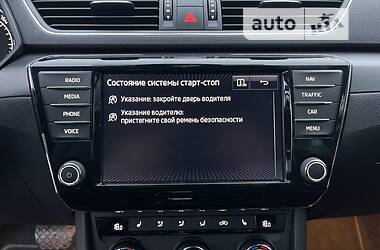 auto RIA
RADIO
MEDIA
PHONE
VOICE
Состояние системы старт-стоп
Указание: закройте дверь водителя
Указание водителю:
пристегните свой ремень безопасности
NAV
TRAFFIC
CAR
MENU